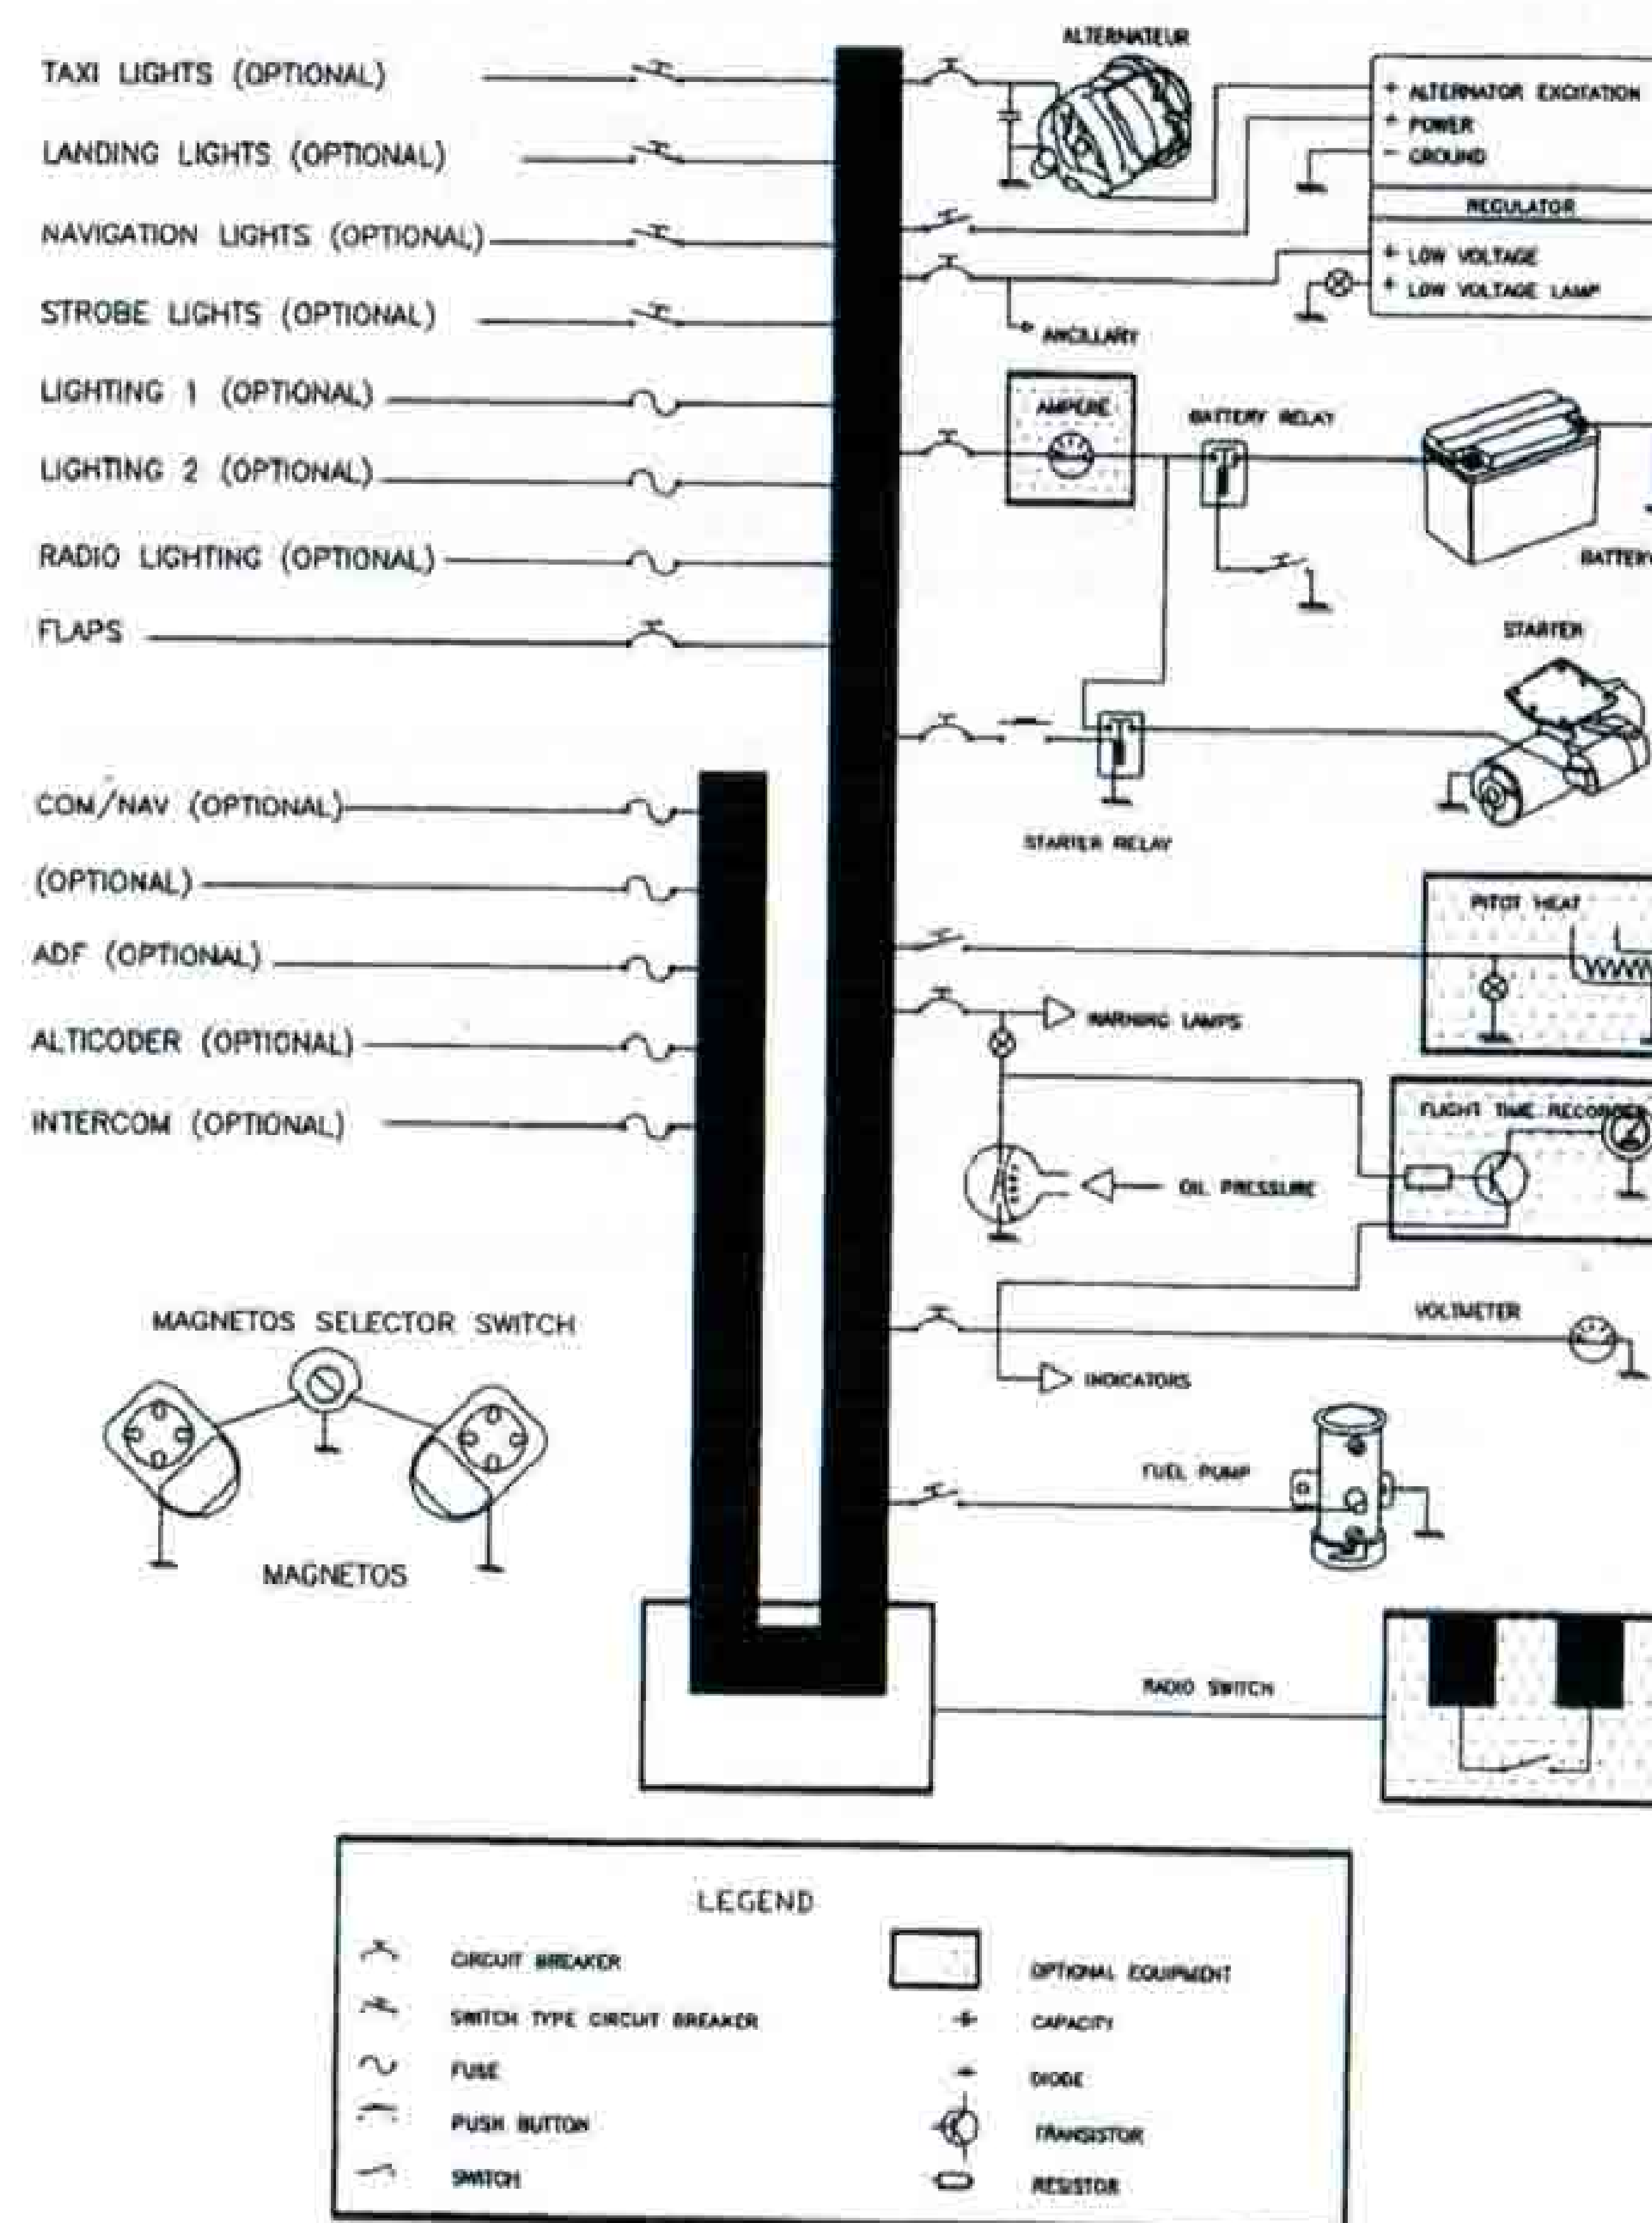 TAXI LIGHTS (OPTIONAL)
LANDING LIGHTS (OPTIONAL)
NAVIGATION LIGHTS (OPTIONAL)
STROBE LIGHTS (OPTIONAL)
LIGHTING 1 (OPTIONAL)
LIGHTING 2 (OPTIONAL)
RADIO LIGHTING (OPTIONAL)
FLAPS
COM/NAV (OPTIONAL)
(OPTIONAL)
ADF (OPTIONAL)
ALTICODER (OPTIONAL)
INTERCOM (OPTIONAL)
MAGNETOS SELECTOR SWITCH
MAGNETOS
ALTERNATEUR
+ ALTERNATOR EXCITATION
+ POWER
- GROUND
REGULATOR
+ LOW VOLTAGE
+ LOW VOLTAGE LAMP
ANCILLARY
AMPERE
BATTERY RELAY
BATTERY
STARTER
STARTER RELAY
PITOT HEAT
WARNING LAMPS
FLIGHT TIME RECORDER
OIL PRESSURE
VOLTMETER
INDICATORS
FUEL PUMP
RADIO SWITCH
LEGEND
CIRCUIT BREAKER
SWITCH TYPE CIRCUIT BREAKER
FUSE
PUSH BUTTON
SWITCH
OPTIONAL EQUIPMENT
CAPACITY
DIODE
TRANSISTOR
RESISTOR